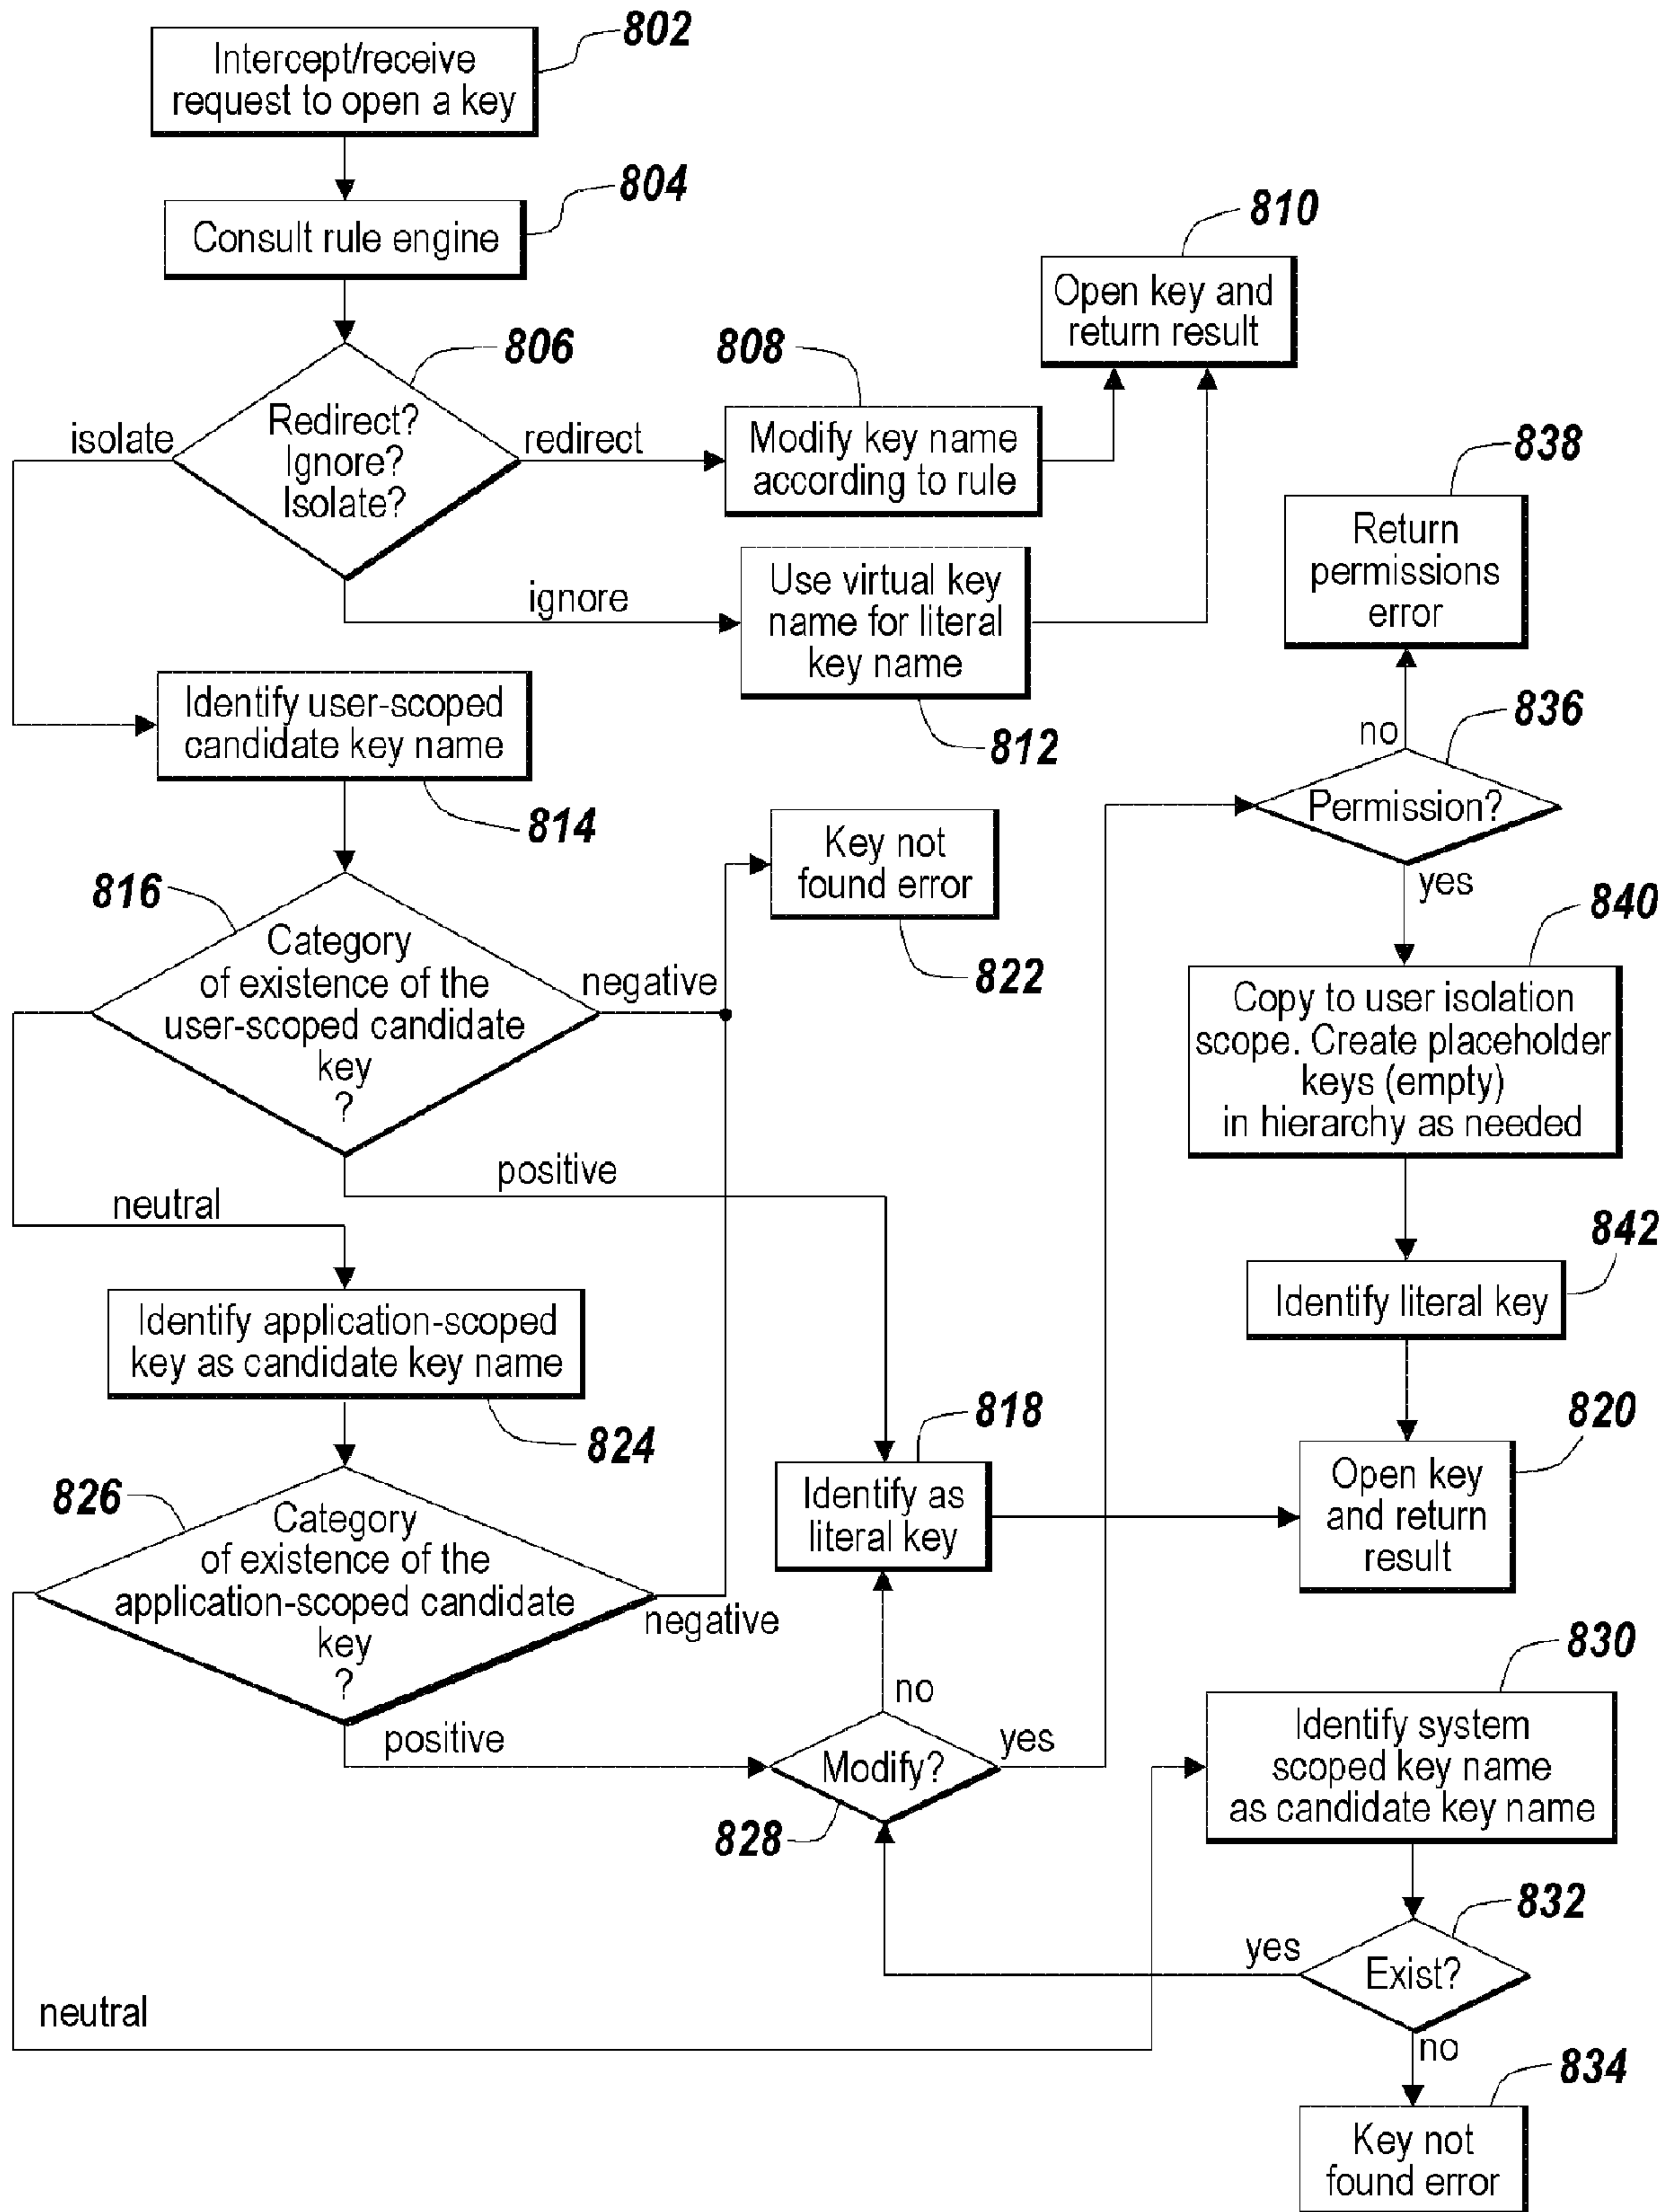 802
Intercept/receive
request to open a key
804
Consult rule engine
810
Open key and
return result
806
808
Redirect?
Ignore?
Isolate?
isolate
redirect
Modify key name
according to rule
838
Return
permissions
error
ignore
Use virtual key
name for literal
key name
812
Identify user-scoped
candidate key name
814
836
no
Permission?
yes
816
Category
of existence of the
user-scoped candidate
key
?
negative
Key not
found error
822
840
Copy to user isolation
scope. Create placeholder
keys (empty)
in hierarchy as needed
positive
neutral
842
Identify literal key
Identify application-scoped
key as candidate key name
824
818
Identify as
literal key
820
Open key
and return
result
826
Category
of existence of the
application-scoped candidate
key
?
negative
positive
no
Modify?
yes
828
830
Identify system
scoped key name
as candidate key name
832
yes
Exist?
neutral
no
834
Key not
found error